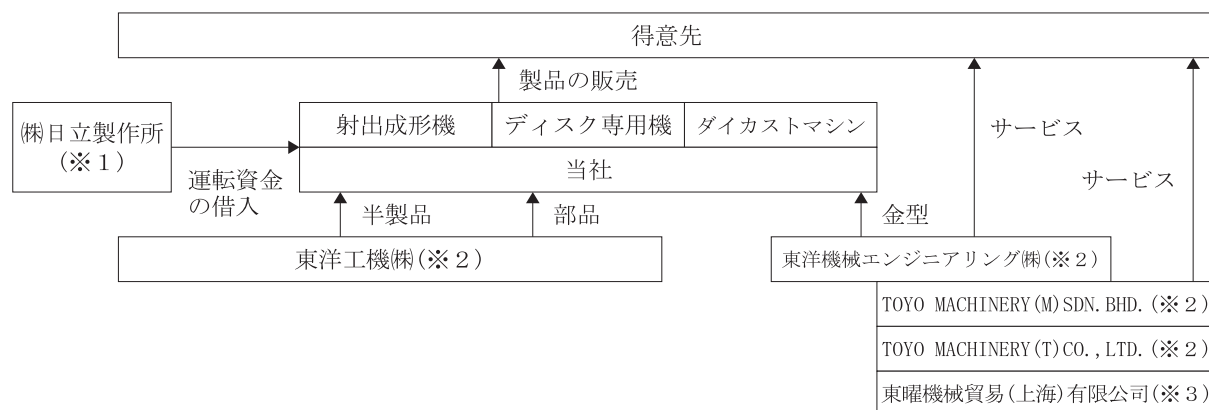 得意先
製品の販売
㈱日立製作所
(※1)
射出成形機
ディスク専用機
ダイカストマシン
サービス
当社
サービス
運転資金
の借入
半製品
部品
金型
東洋工機㈱(※2)
東洋機械エンジニアリング㈱(※2)
TOYO MACHINERY(M)SDN.BHD.(※2)
TOYO MACHINERY(T)CO.,LTD.(※2)
東曜機械貿易(上海)有限公司(※3)